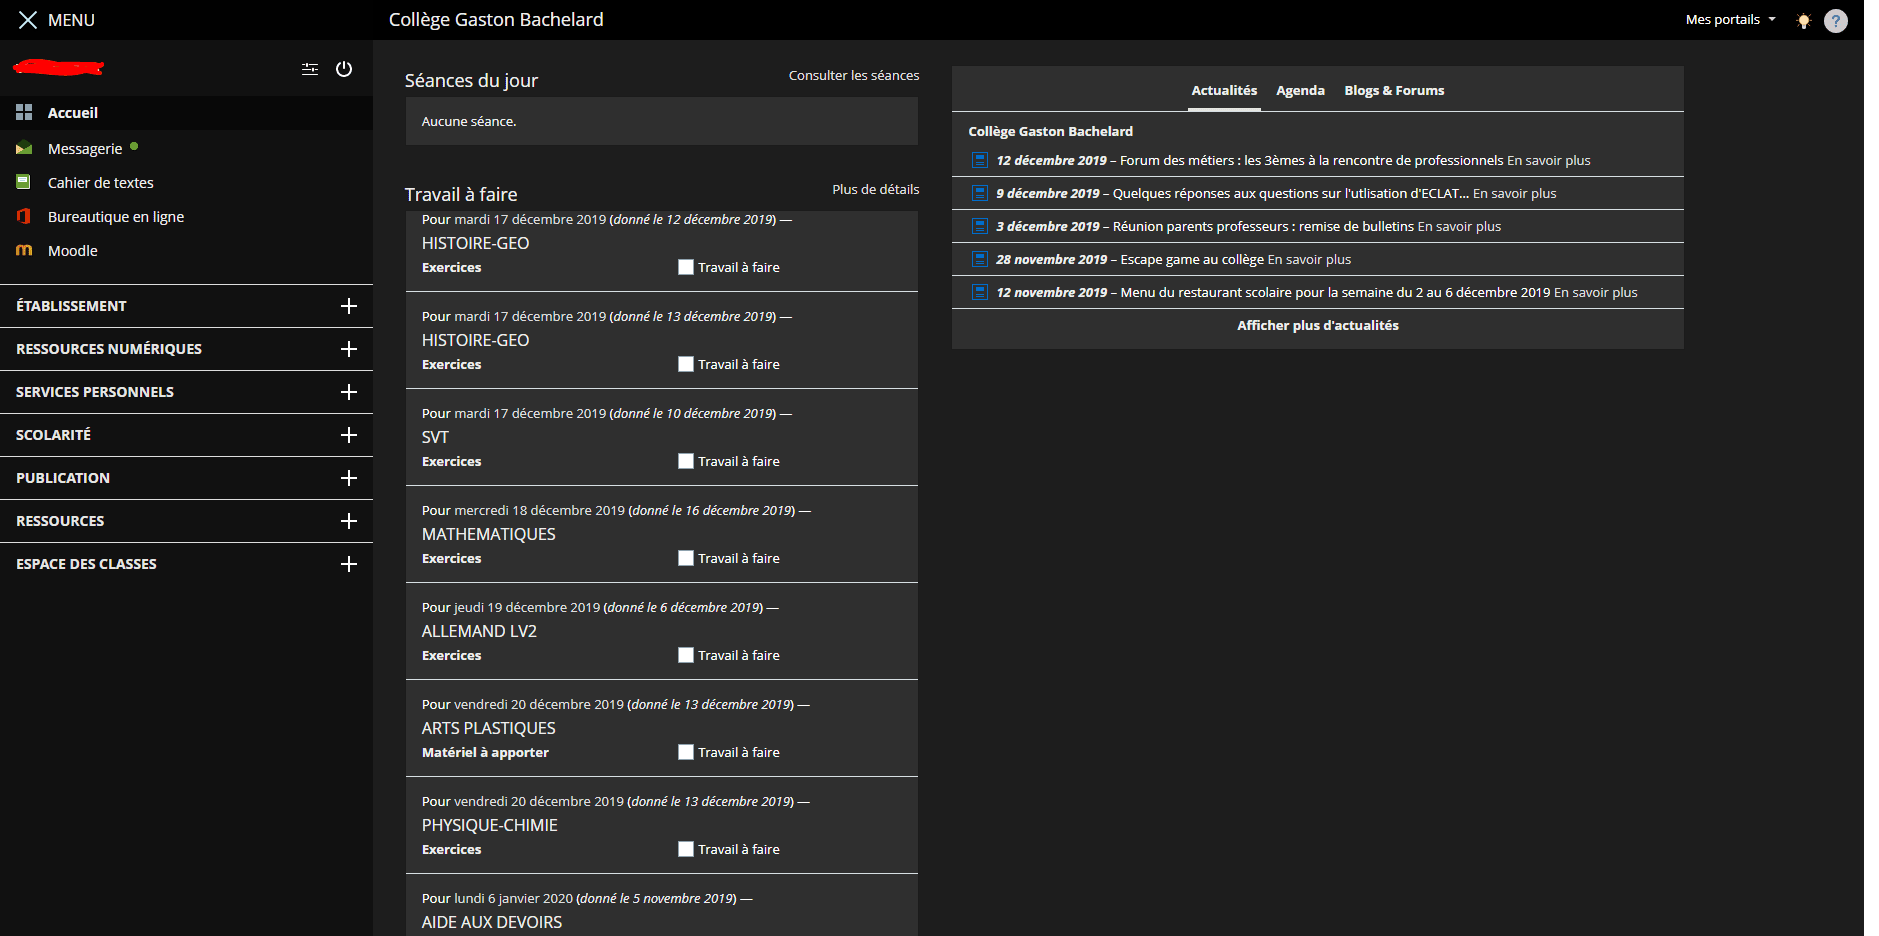 MENU
Collège Gaston Bachelard
Mes portails
?
Accueil
Messagerie
Cahier de textes
Bureautique en ligne
Moodle
ÉTABLISSEMENT
RESSOURCES NUMÉRIQUES
SERVICES PERSONNELS
SCOLARITÉ
PUBLICATION
RESSOURCES
ESPACE DES CLASSES
Séances du jour
Consulter les séances
Aucune séance.
Travail à faire
Plus de détails
Pour mardi 17 décembre 2019 (donné le 12 décembre 2019) —
HISTOIRE-GEO
Exercices Travail à faire
Pour mardi 17 décembre 2019 (donné le 13 décembre 2019) —
HISTOIRE-GEO
Exercices Travail à faire
Pour mardi 17 décembre 2019 (donné le 10 décembre 2019) —
SVT
Exercices Travail à faire
Pour mercredi 18 décembre 2019 (donné le 16 décembre 2019) —
MATHEMATIQUES
Exercices Travail à faire
Pour jeudi 19 décembre 2019 (donné le 6 décembre 2019) —
ALLEMAND LV2
Exercices Travail à faire
Pour vendredi 20 décembre 2019 (donné le 13 décembre 2019) —
ARTS PLASTIQUES
Matériel à apporter Travail à faire
Pour vendredi 20 décembre 2019 (donné le 13 décembre 2019) —
PHYSIQUE-CHIMIE
Exercices Travail à faire
Pour lundi 6 janvier 2020 (donné le 5 novembre 2019) —
AIDE AUX DEVOIRS
Actualités Agenda Blogs & Forums
Collège Gaston Bachelard
12 décembre 2019 – Forum des métiers : les 3èmes à la rencontre de professionnels En savoir plus
9 décembre 2019 – Quelques réponses aux questions sur l'utlisation d'ECLAT... En savoir plus
3 décembre 2019 – Réunion parents professeurs : remise de bulletins En savoir plus
28 novembre 2019 – Escape game au collège En savoir plus
12 novembre 2019 – Menu du restaurant scolaire pour la semaine du 2 au 6 décembre 2019 En savoir plus
Afficher plus d'actualités